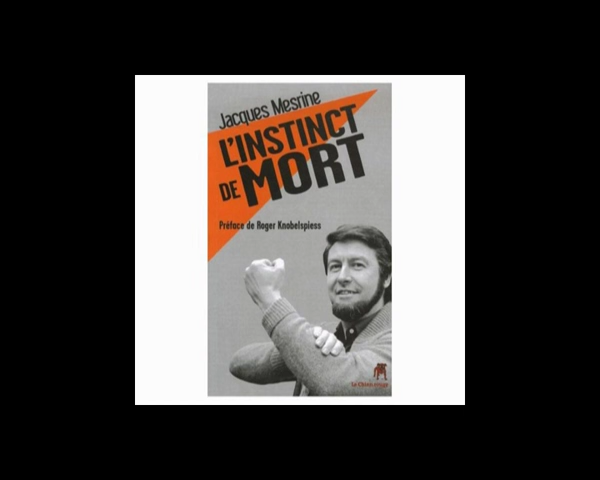 Jacques Mesrine
L'INSTINCT
DE MORT
Préface de Roger Knobelspiess